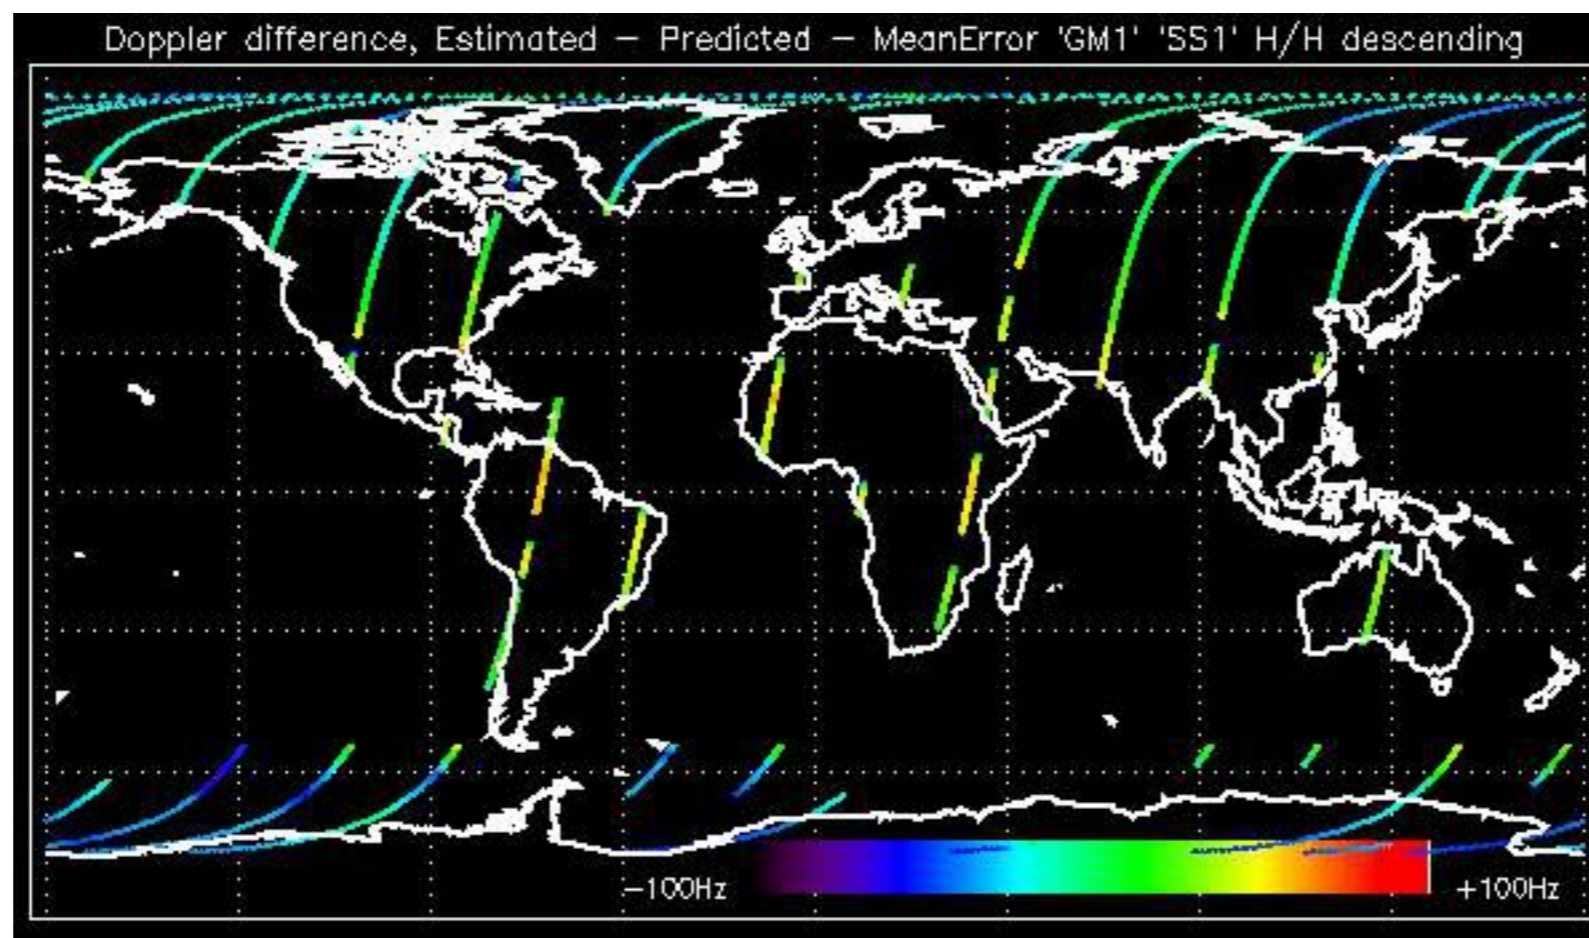 Doppler difference, Estimated – Predicted – MeanError 'GM1' 'SS1' H/H descending
–100Hz +100Hz